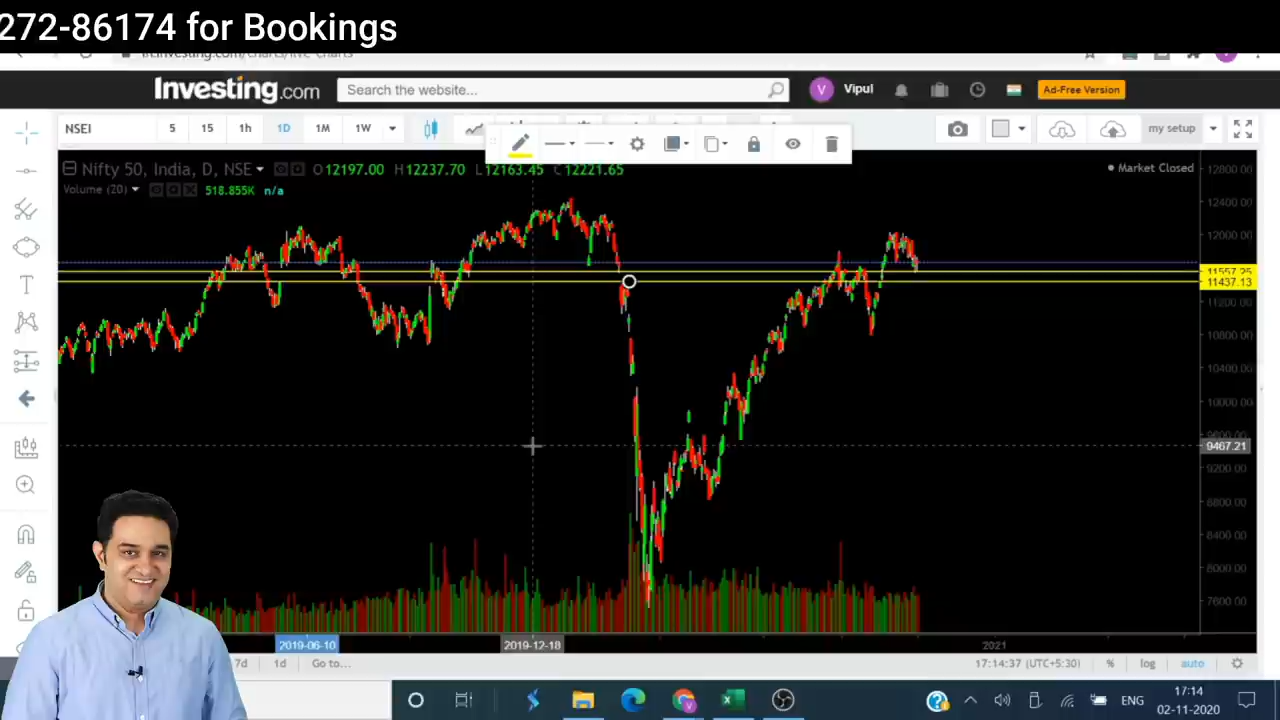 272-86174 for Bookings
Investing.com
Search the website...
V
Vipul
Ad-Free Version
NSEI
5
15
1h
1D
1M
1W
my setup
Nifty 50, India, D, NSE
O12197.00 H12237.70 L12163.45 C12221.65
Market Closed
Volume (20)
518.855K n/a
12800.00
12400.00
12000.00
11557.25
11437.13
11200.00
10800.00
10400.00
10000.00
9467.21
9200.00
8800.00
8400.00
8000.00
7600.00
2019-06-10
2019-12-18
2021
7d
1d
Go to...
17:14:37 (UTC+5:30)
%
log
auto
ENG
17:14
02-11-2020